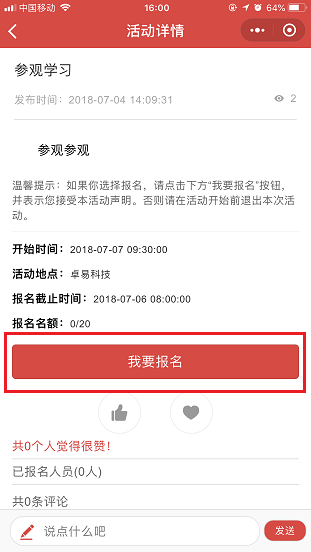 中国移动
16:00
64%
活动详情
参观学习
发布时间：2018-07-04 14:09:31
2
参观参观
温馨提示：如果你选择报名，请点击下方“我要报名”按钮，
并表示您接受本活动声明。否则请在活动开始前退出本次活
动。
开始时间：2018-07-07 09:30:00
活动地点：卓易科技
报名截止时间：2018-07-06 08:00:00
报名名额：0/20
我要报名
共0个人觉得很赞！
已报名人员(0人)
共0条评论
说点什么吧
发送